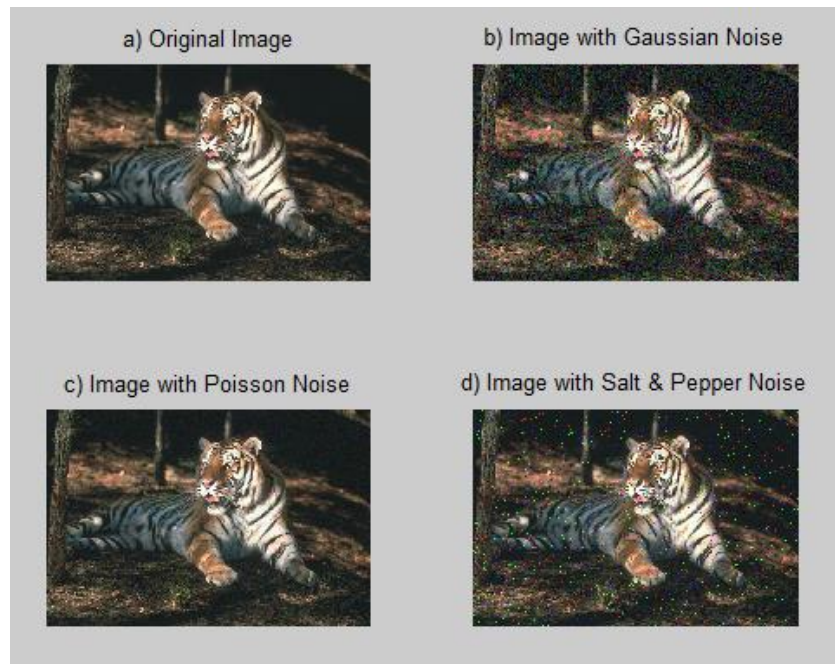 a) Original Image
b) Image with Gaussian Noise
c) Image with Poisson Noise
d) Image with Salt & Pepper Noise